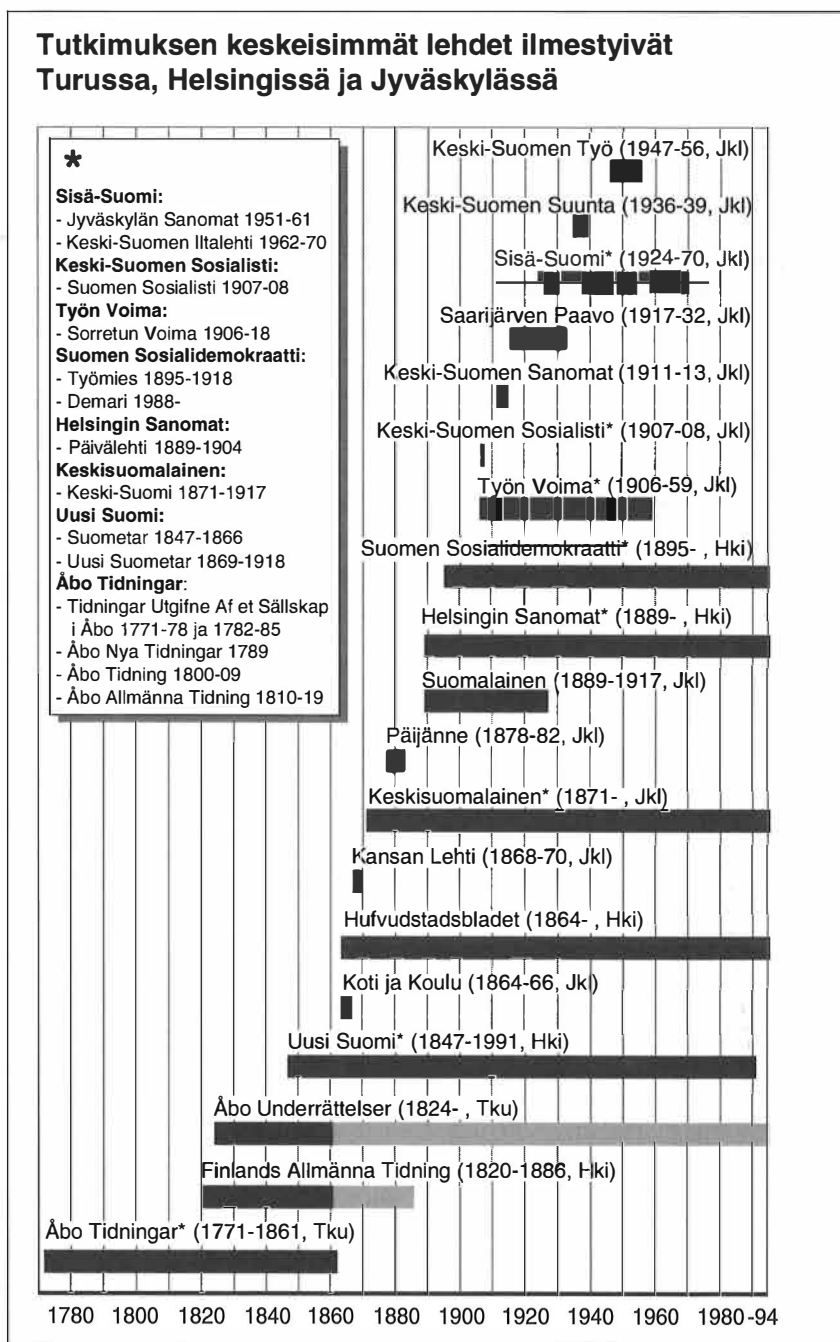 Tutkimuksen keskeisimmät lehdet ilmestyivät
Turussa, Helsingissä ja Jyväskylässä
*
Sisä-Suomi:
- Jyväskylän Sanomat 1951-61
- Keski-Suomen Iltalehti 1962-70
Keski-Suomen Sosialisti:
- Suomen Sosialisti 1907-08
Työn Voima:
- Sorretun Voima 1906-18
Suomen Sosialidemokraatti:
- Työmies 1895-1918
- Demari 1988-
Helsingin Sanomat:
- Päivälehti 1889-1904
Keskisuomalainen:
- Keski-Suomi 1871-1917
Uusi Suomi:
- Suometar 1847-1866
- Uusi Suometar 1869-1918
Åbo Tidningar:
- Tidningar Utgifne Af et Sällskap
i Åbo 1771-78 ja 1782-85
- Åbo Nya Tidningar 1789
- Åbo Tidning 1800-09
- Åbo Allmänna Tidning 1810-19
Keski-Suomen Työ (1947-56, Jkl)
Keski-Suomen Suunta (1936-39, Jkl)
Sisä-Suomi* (1924-70, Jkl)
Saarijärven Paavo (1917-32, Jkl)
Keski-Suomen Sanomat (1911-13, Jkl)
Keski-Suomen Sosialisti* (1907-08, Jkl)
Työn Voima* (1906-59, Jkl)
Suomen Sosialidemokraatti* (1895- , Hki)
Helsingin Sanomat* (1889- , Hki)
Suomalainen (1889-1917, Jkl)
Päijänne (1878-82, Jkl)
Keskisuomalainen* (1871- , Jkl)
Kansan Lehti (1868-70, Jkl)
Hufvudstadsbladet (1864- , Hki)
Koti ja Koulu (1864-66, Jkl)
Uusi Suomi* (1847-1991, Hki)
Åbo Underrättelser (1824- , Tku)
Finlands Allmänna Tidning (1820-1886, Hki)
Åbo Tidningar* (1771-1861, Tku)
1780 1800 1820 1840 1860 1880 1900 1920 1940 1960 1980 -94